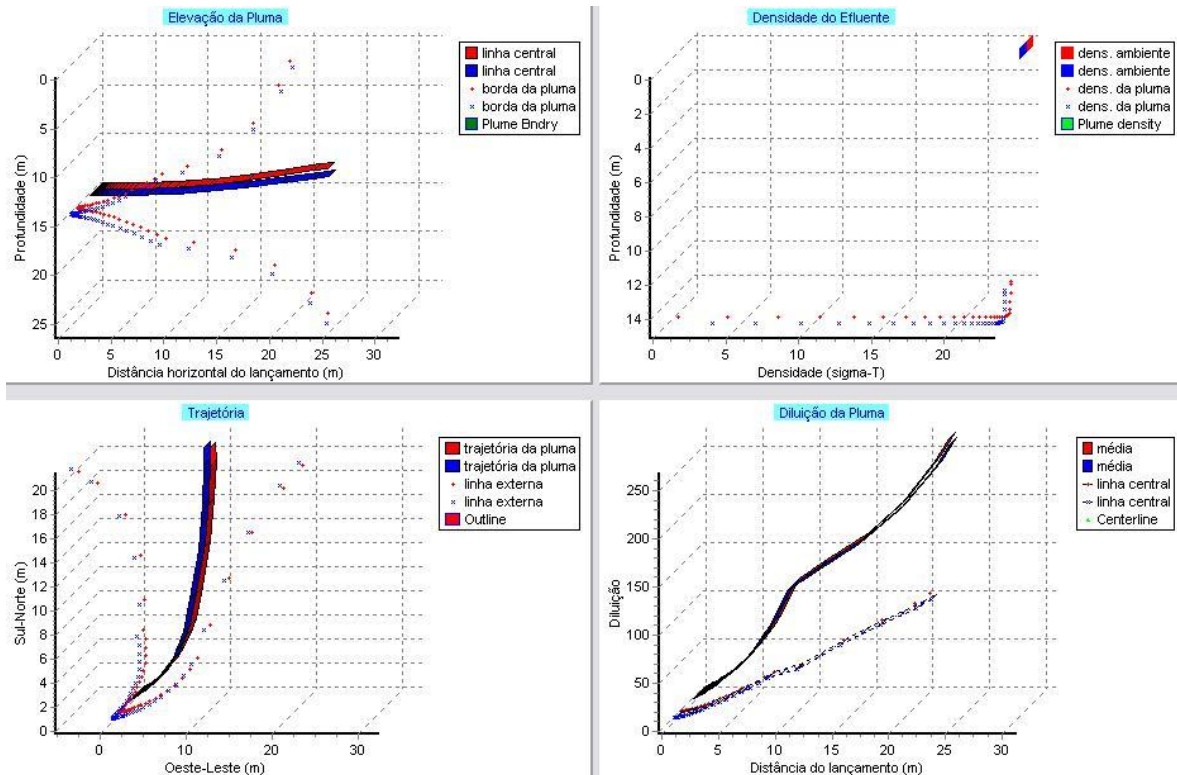 Elevação da Pluma
linha central
linha central
borda da pluma
borda da pluma
Plume Bndry
Profundidade (m)
0
5
10
15
20
25
0 5 10 15 20 25 30
Distância horizontal do lançamento (m)
Densidade do Efluente
dens. ambiente
dens. ambiente
dens. da pluma
dens. da pluma
Plume density
Profundidade (m)
0
2
4
6
8
10
12
14
0 5 10 15 20
Densidade (sigma-T)
Trajetória
trajetória da pluma
trajetória da pluma
linha externa
linha externa
Outline
Sul-Norte (m)
20
18
16
14
12
10
8
6
4
2
0
0 10 20 30
Oeste-Leste (m)
Diluição da Pluma
média
média
linha central
linha central
Centerline
Diluição
250
200
150
100
50
0
0 5 10 15 20 25 30
Distância do lançamento (m)